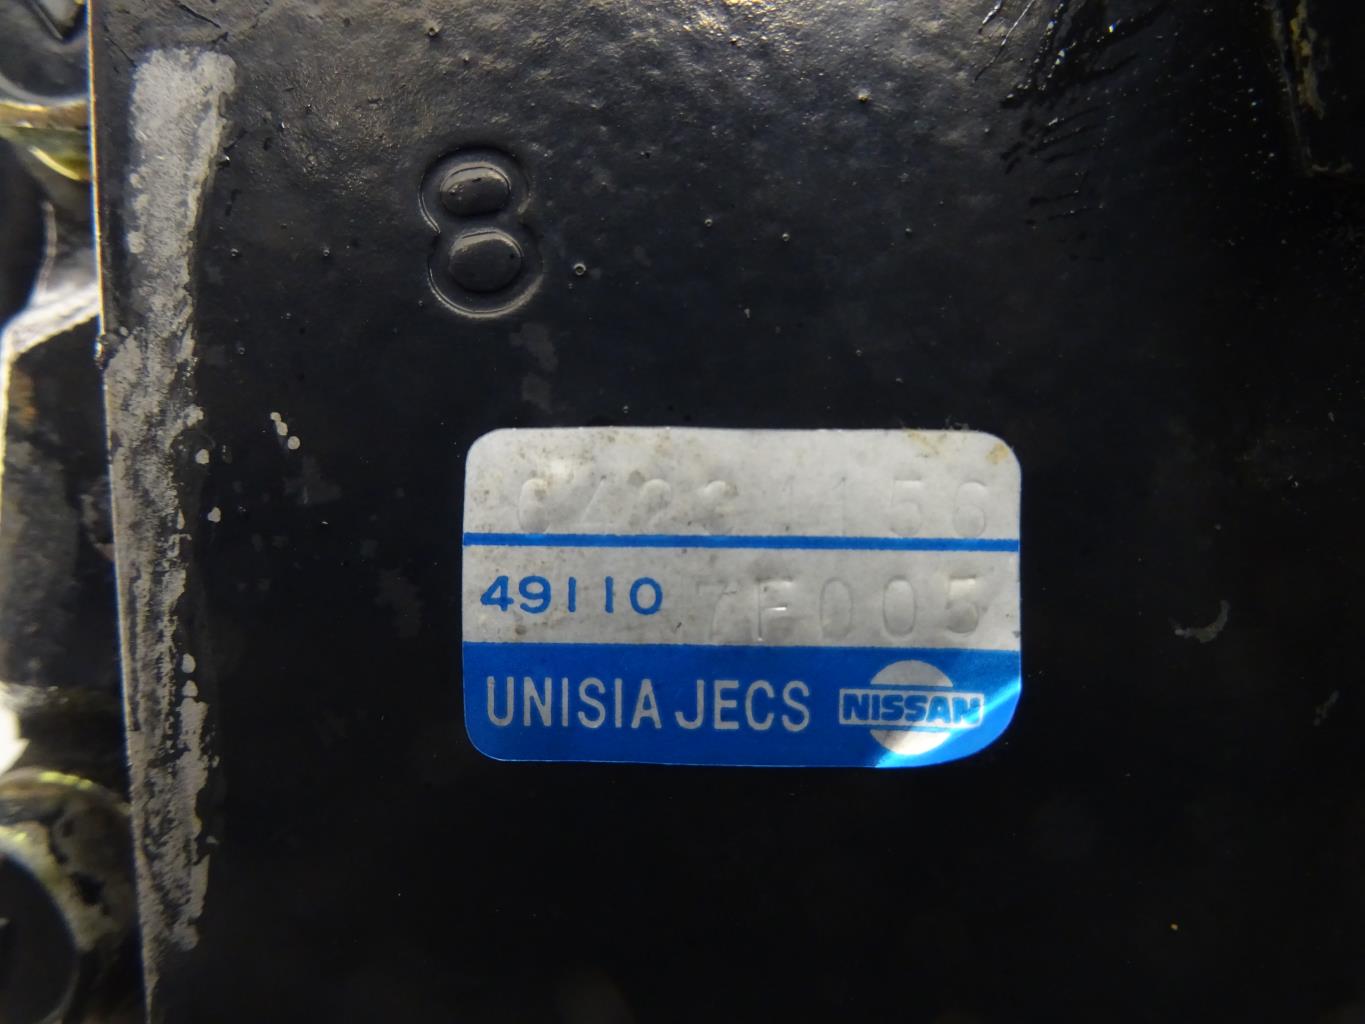 8
49110 7F005
UNISIA JECS NISSAN